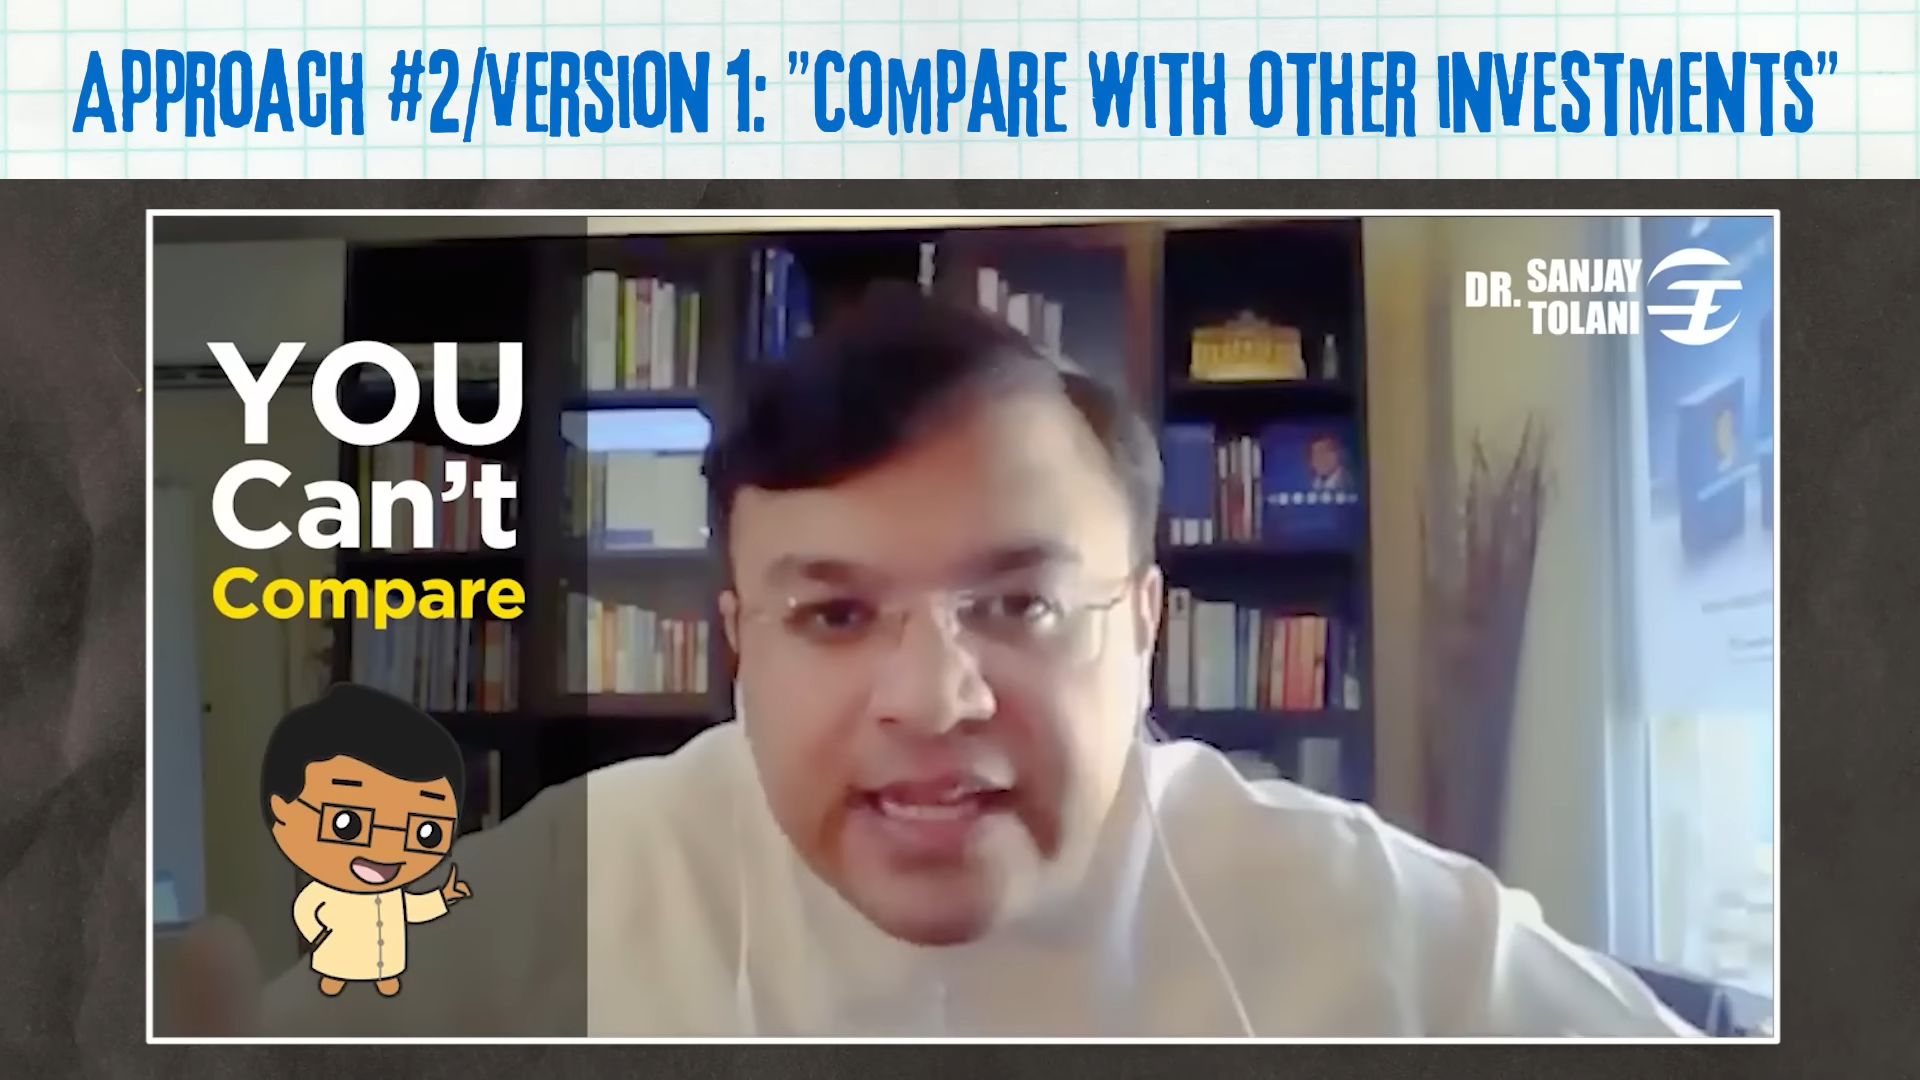 APPROACH #2/VERSION 1: "COMPARE WITH OTHER INVESTMENTS"
DR. SANJAY
TOLANI
YOU
Can't
Compare